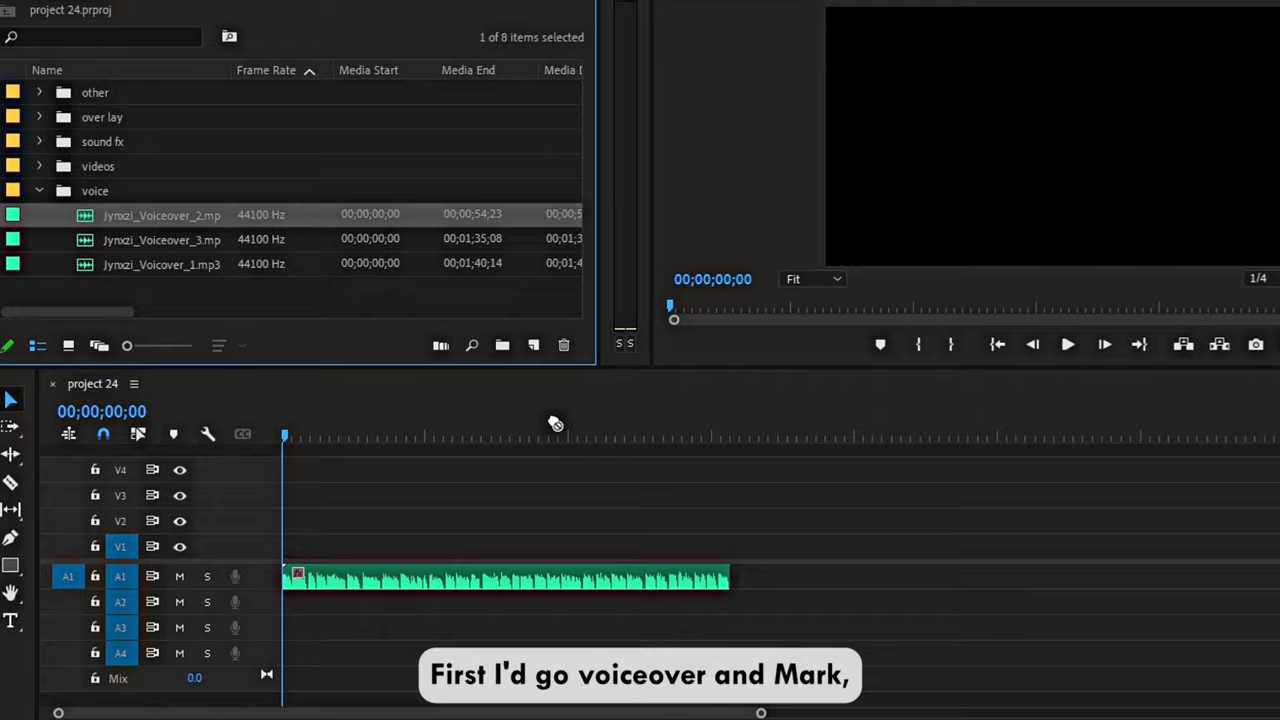 project 24.prproj
1 of 8 items selected
Name Frame Rate Media Start Media End Media D
other
over lay
sound fx
videos
voice
Jynxzi_Voiceover_2.mp 44100 Hz 00;00;00;00 00;00;54;23 00;00;5
Jynxzi_Voiceover_3.mp 44100 Hz 00;00;00;00 00;01;35;08 00;01;3
Jynxzi_Voicover_1.mp3 44100 Hz 00;00;00;00 00;01;40;14 00;01;4
00;00;00;00 Fit 1/4
S S
× project 24
00;00;00;00
CC
V4
V3
V2
V1
A1 A1 M S
A2 M S
A3 M S
A4 M S
Mix 0.0
First I'd go voiceover and Mark,